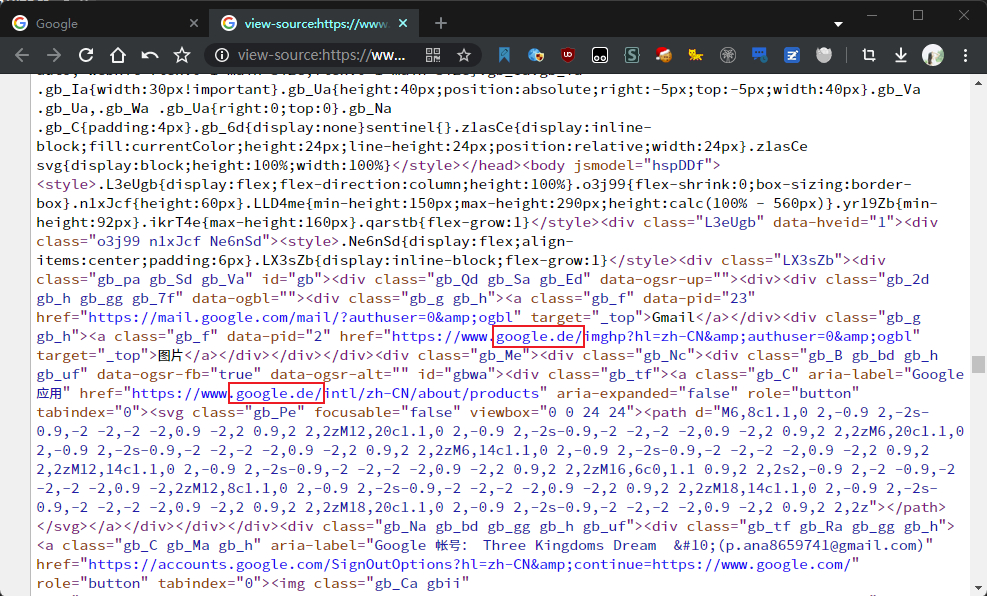 Google
view-source:https://www.
view-source:https://ww...
.gb_Ia{width:30px!important}.gb_Ua{height:40px;position:absolute;right:-5px;top:-5px;width:40px}.gb_Va
.gb_Ua,.gb_Wa .gb_Ua{right:0;top:0}.gb_Na
.gb_C{padding:4px}.gb_6d{display:none}sentinel{}.z1asCe{display:inline-
block;fill:currentColor;height:24px;line-height:24px;position:relative;width:24px}.z1asCe
svg{display:block;height:100%;width:100%}</style></head><body jsmodel="hspDDf">
<style>.L3eUgb{display:flex;flex-direction:column;height:100%}.o3j99{flex-shrink:0;box-sizing:border-
box}.n1xJcf{height:60px}.LLD4me{min-height:150px;max-height:290px;height:calc(100% - 560px)}.yr19Zb{min-
height:92px}.ikrT4e{max-height:160px}.qarstb{flex-grow:1}</style><div class="L3eUgb" data-hveid="1"><div
class="o3j99 n1xJcf Ne6nSd"><style>.Ne6nSd{display:flex;align-
items:center;padding:6px}.LX3sZb{display:inline-block;flex-grow:1}</style><div class="LX3sZb"><div
class="gb_pa gb_Sd gb_Va" id="gb"><div class="gb_Qd gb_Sa gb_Ed" data-ogsr-up=""><div><div class="gb_2d
gb_h gb_gg gb_7f" data-ogbl=""><div class="gb_g gb_h"><a class="gb_f" data-pid="23"
href="https://mail.google.com/mail/?authuser=0&amp;ogbl" target="_top">Gmail</a></div><div class="gb_g
gb_h"><a class="gb_f" data-pid="2" href="https://www.google.de/imghp?hl=zh-CN&amp;authuser=0&amp;ogbl"
target="_top">图片</a></div></div></div><div class="gb_Me"><div class="gb_Nc"><div class="gb_B gb_bd gb_h
gb_uf" data-ogsr-fb="true" data-ogsr-alt="" id="gbwa"><div class="gb_tf"><a class="gb_C" aria-label="Google
应用" href="https://www.google.de/intl/zh-CN/about/products" aria-expanded="false" role="button"
tabindex="0"><svg class="gb_Pe" focusable="false" viewbox="0 0 24 24"><path d="M6,8c1.1,0 2,-0.9 2,-2s-
0.9,-2 -2,-2 -2,0.9 -2,2 0.9,2 2,2zM12,20c1.1,0 2,-0.9 2,-2s-0.9,-2 -2,-2 -2,0.9 -2,2 0.9,2 2,2zM6,20c1.1,0
2,-0.9 2,-2s-0.9,-2 -2,-2 -2,0.9 -2,2 0.9,2 2,2zM6,14c1.1,0 2,-0.9 2,-2s-0.9,-2 -2,-2 -2,0.9 -2,2 0.9,2
2,2zM12,14c1.1,0 2,-0.9 2,-2s-0.9,-2 -2,-2 -2,0.9 -2,2 0.9,2 2,2zM16,6c0,1.1 0.9,2 2,2s2,-0.9 2,-2 -0.9,-2
-2,-2 -2,0.9 -2,2zM12,8c1.1,0 2,-0.9 2,-2s-0.9,-2 -2,-2 -2,0.9 -2,2 0.9,2 2,2zM18,14c1.1,0 2,-0.9 2,-2s-
0.9,-2 -2,-2 -2,0.9 -2,2 0.9,2 2,2zM18,20c1.1,0 2,-0.9 2,-2s-0.9,-2 -2,-2 -2,0.9 -2,2 0.9,2 2,2z"></path>
</svg></a></div></div></div><div class="gb_Na gb_bd gb_gg gb_h gb_uf"><div class="gb_tf gb_Ra gb_gg gb_h">
<a class="gb_C gb_Ma gb_h" aria-label="Google 帐号： Three Kingdoms Dream  &#10;(p.ana8659741@gmail.com)"
href="https://accounts.google.com/SignOutOptions?hl=zh-CN&amp;continue=https://www.google.com/"
role="button" tabindex="0"><img class="gb_Ca gbii"